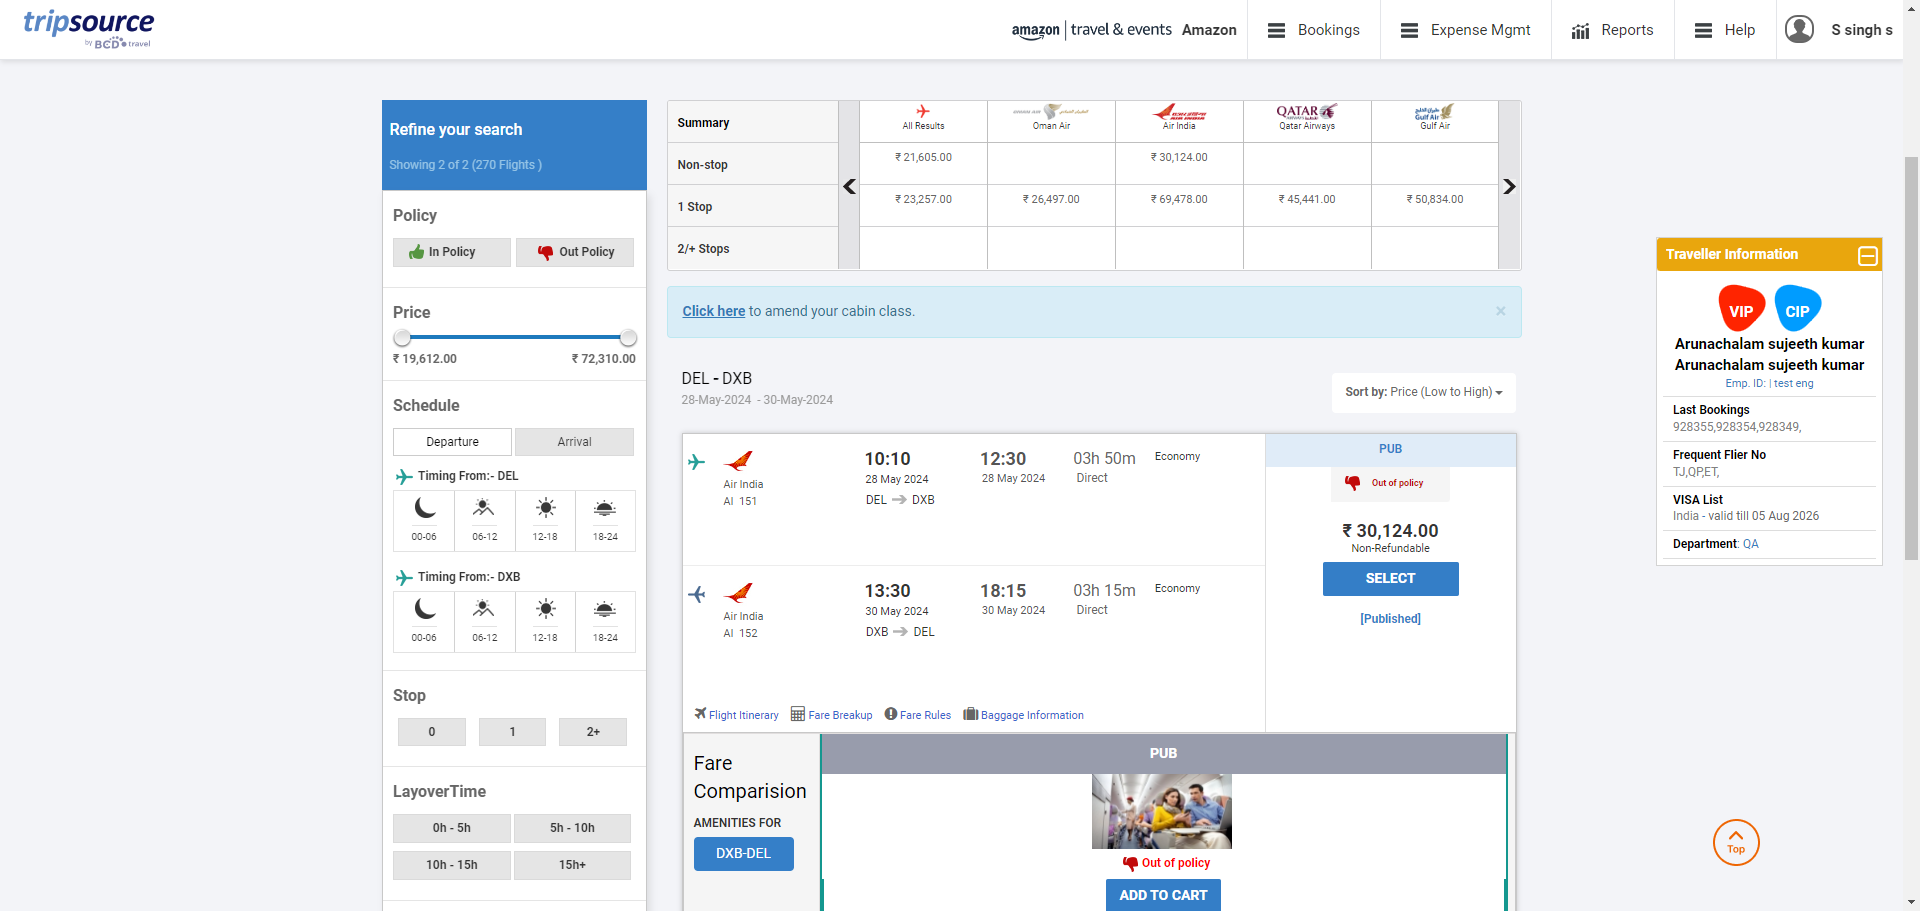 tripsource
by BCD travel
amazon | travel & events Amazon
Bookings
Expense Mgmt
Reports
Help
S singh s
Refine your search
Showing 2 of 2 (270 Flights )
Policy
In Policy
Out Policy
Price
₹ 19,612.00
₹ 72,310.00
Schedule
Departure
Arrival
Timing From:- DEL
00-06
06-12
12-18
18-24
Timing From:- DXB
00-06
06-12
12-18
18-24
Stop
0
1
2+
LayoverTime
0h - 5h
5h - 10h
10h - 15h
15h+
Summary
All Results
Oman Air
Air India
QATAR
Qatar Airways
Gulf Air
Non-stop
₹ 21,605.00
₹ 30,124.00
1 Stop
₹ 23,257.00
₹ 26,497.00
₹ 69,478.00
₹ 45,441.00
₹ 50,834.00
2/+ Stops
Click here to amend your cabin class.
×
DEL - DXB
28-May-2024 - 30-May-2024
Sort by: Price (Low to High)
Air India
AI 151
10:10
28 May 2024
DEL DXB
12:30
28 May 2024
03h 50m
Direct
Economy
Air India
AI 152
13:30
30 May 2024
DXB DEL
18:15
30 May 2024
03h 15m
Direct
Economy
PUB
Out of policy
₹ 30,124.00
Non-Refundable
SELECT
[Published]
Flight Itinerary
Fare Breakup
Fare Rules
Baggage Information
Fare
Comparision
AMENITIES FOR
DXB-DEL
PUB
Out of policy
ADD TO CART
Traveller Information
VIP
CIP
Arunachalam sujeeth kumar
Arunachalam sujeeth kumar
Emp. ID: | test eng
Last Bookings
928355,928354,928349,
Frequent Flier No
TJ,QP,ET,
VISA List
India - valid till 05 Aug 2026
Department: QA
Top